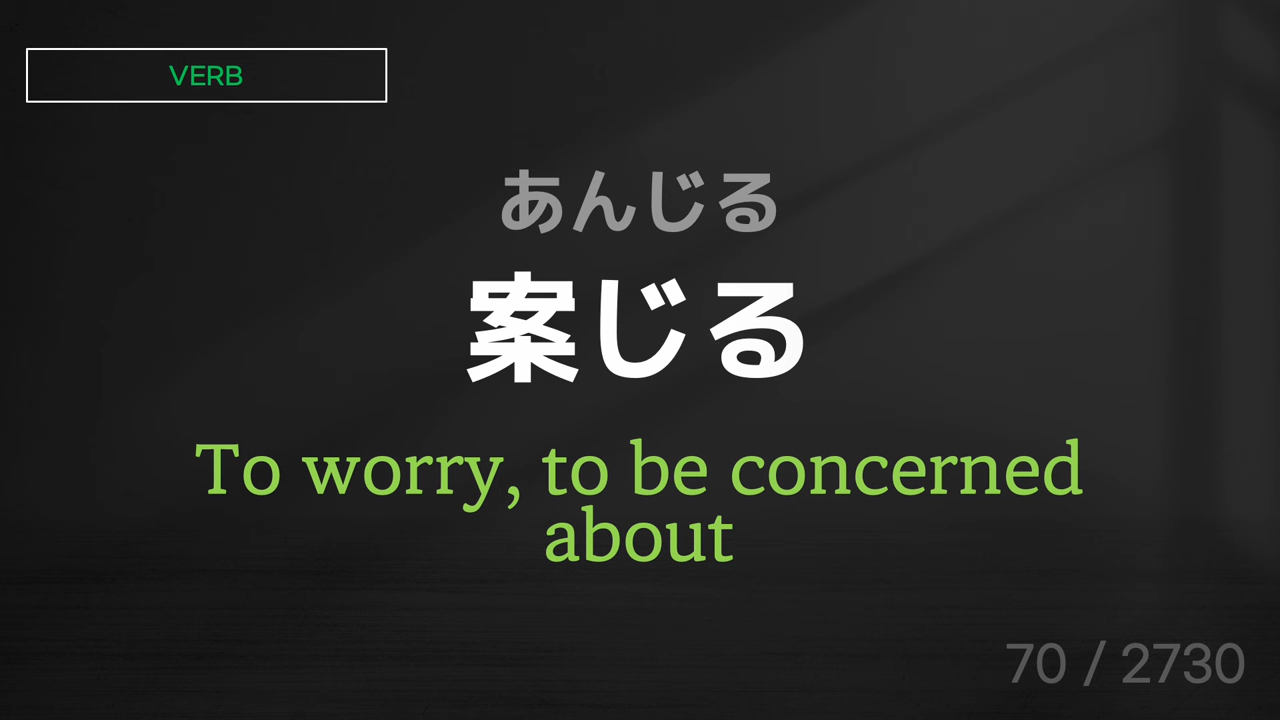 VERB
あんじる
案じる
To worry, to be concerned
about
70 / 2730